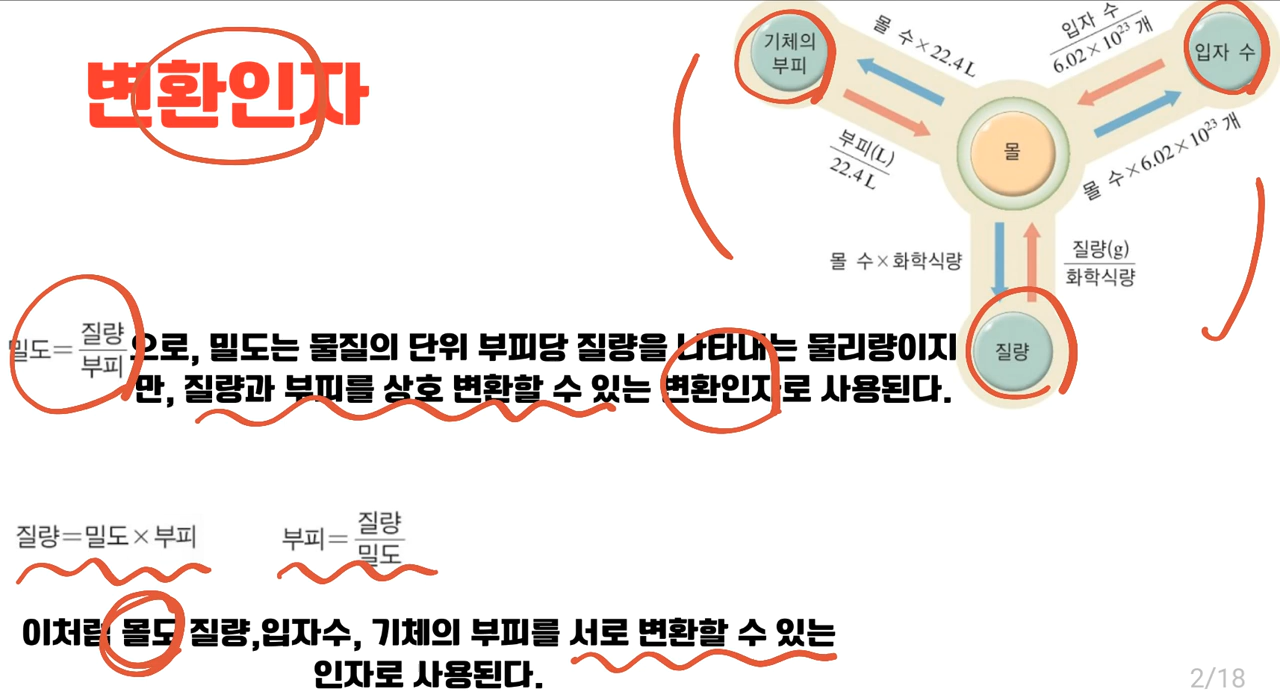 변환인자
기체의
부피
몰 수×22.4 L
부피(L)
22.4 L
입자 수
6.02×10²³ 개
입자 수
몰 수×6.02×10²³ 개
몰
몰 수×화학식량
질량(g)
화학식량
질량
밀도=질량/부피으로, 밀도는 물질의 단위 부피당 질량을 나타내는 물리량이지
만, 질량과 부피를 상호 변환할 수 있는 변환인자로 사용된다.
질량=밀도×부피
부피=질량/밀도
이처럼 몰도 질량,입자수, 기체의 부피를 서로 변환할 수 있는
인자로 사용된다.
2/18